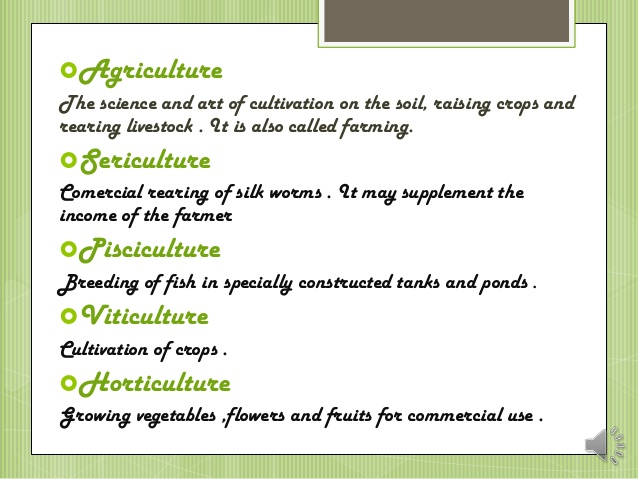 Agriculture
The science and art of cultivation on the soil, raising crops and
rearing livestock . It is also called farming.
Sericulture
Comercial rearing of silk worms . It may supplement the
income of the farmer
Pisciculture
Breeding of fish in specially constructed tanks and ponds .
Viticulture
Cultivation of crops .
Horticulture
Growing vegetables ,flowers and fruits for commercial use .